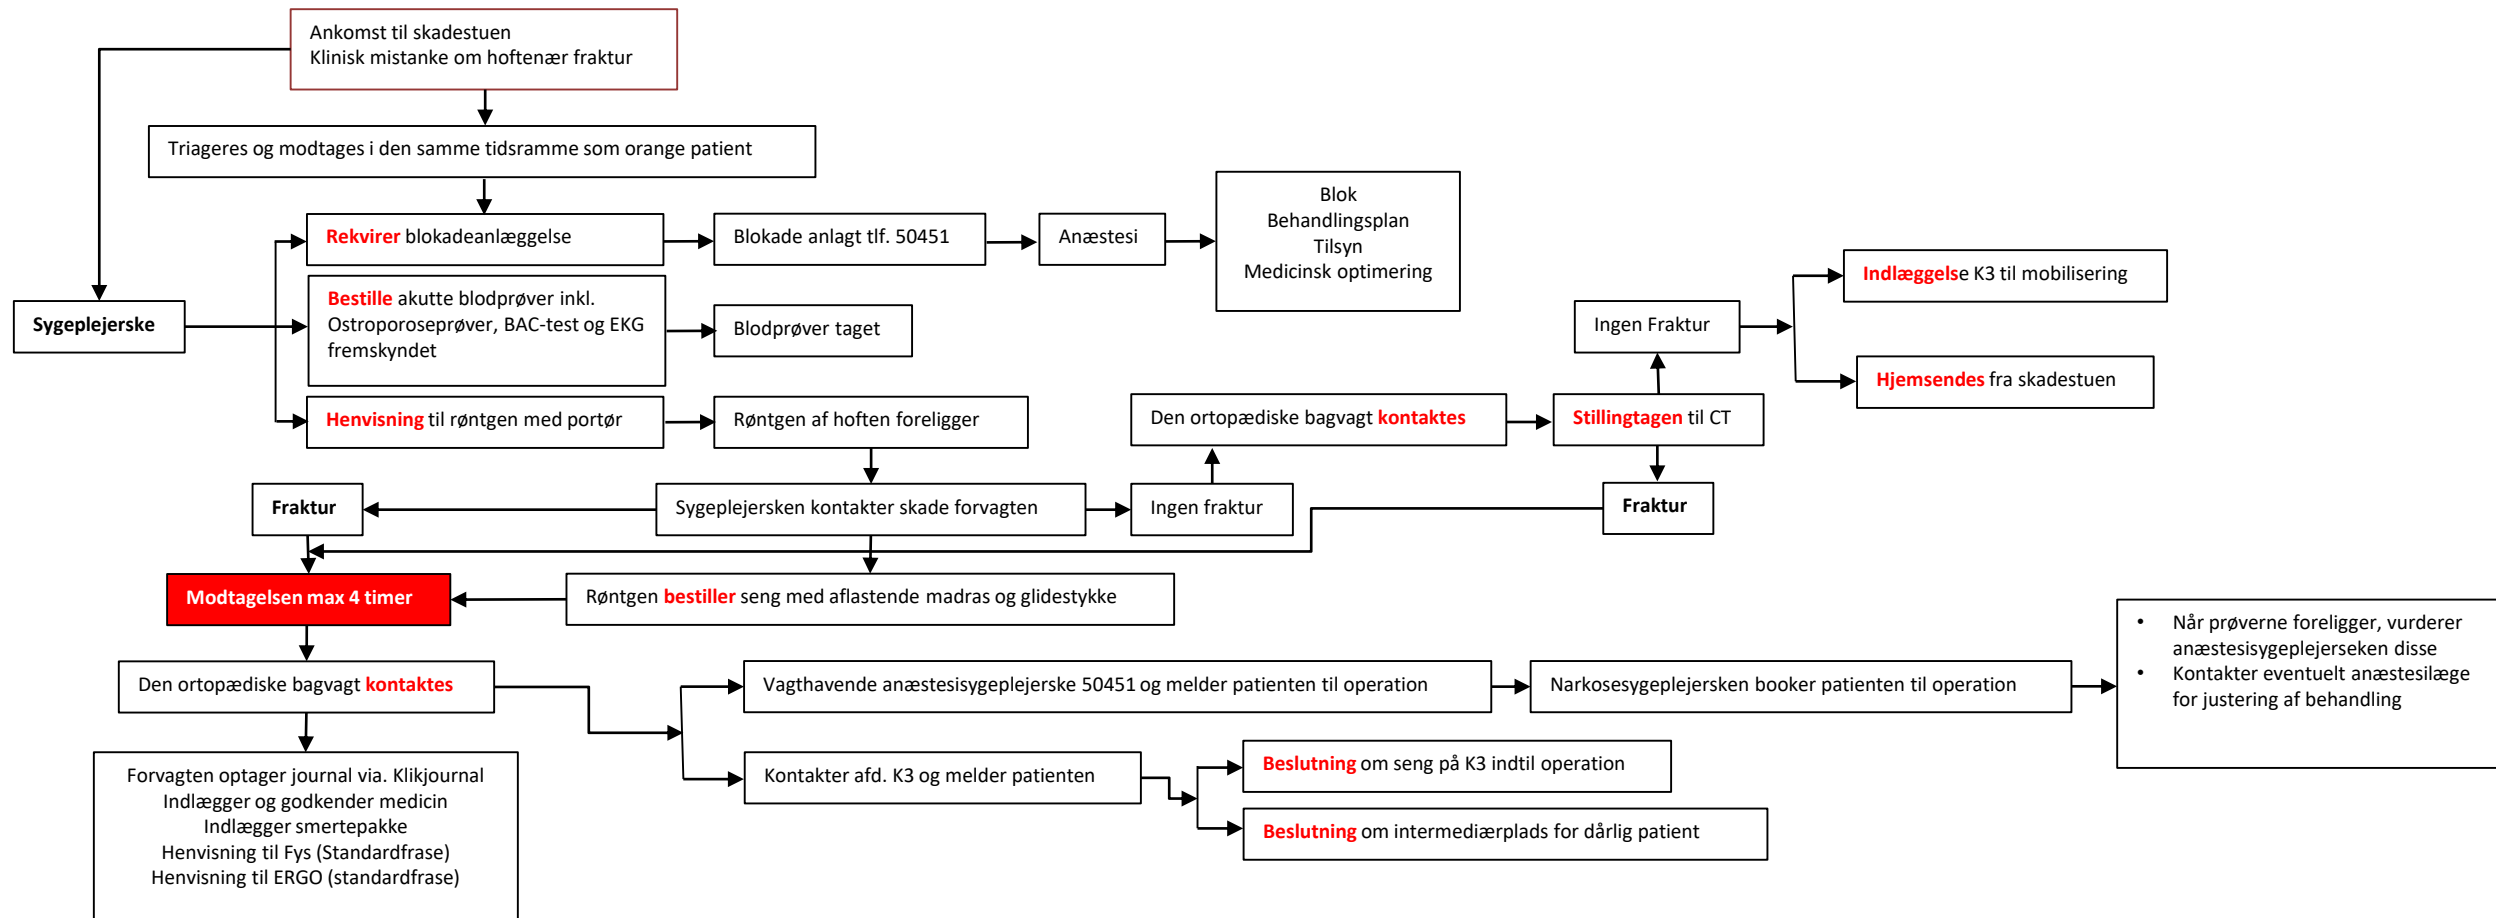 Ankomst til skadestuen
Klinisk mistanke om hoftenær fraktur
Triageres og modtages i den samme tidsramme som orange patient
Sygeplejerske
Rekvirer blokadeanlæggelse
Blokade anlagt tlf. 50451
Anæstesi
Blok
Behandlingsplan
Tilsyn
Medicinsk optimering
Bestille akutte blodprøver inkl.
Ostroporoseprøver, BAC-test og EKG
fremskyndet
Blodprøver taget
Henvisning til røntgen med portør
Røntgen af hoften foreligger
Den ortopædiske bagvagt kontaktes
Stillingtagen til CT
Ingen Fraktur
Indlæggelse K3 til mobilisering
Hjemsendes fra skadestuen
Fraktur
Sygeplejersken kontakter skade forvagten
Ingen fraktur
Fraktur
Modtagelsen max 4 timer
Røntgen bestiller seng med aflastende madras og glidestykke
Den ortopædiske bagvagt kontaktes
Vagthavende anæstesisygeplejerske 50451 og melder patienten til operation
Narkosesygeplejersken booker patienten til operation
• Når prøverne foreligger, vurderer
anæstesisygeplejerseken disse
• Kontakter eventuelt anæstesilæge
for justering af behandling
Kontakter afd. K3 og melder patienten
Beslutning om seng på K3 indtil operation
Beslutning om intermediærplads for dårlig patient
Forvagten optager journal via. Klikjournal
Indlægger og godkender medicin
Indlægger smertepakke
Henvisning til Fys (Standardfrase)
Henvisning til ERGO (standardfrase)